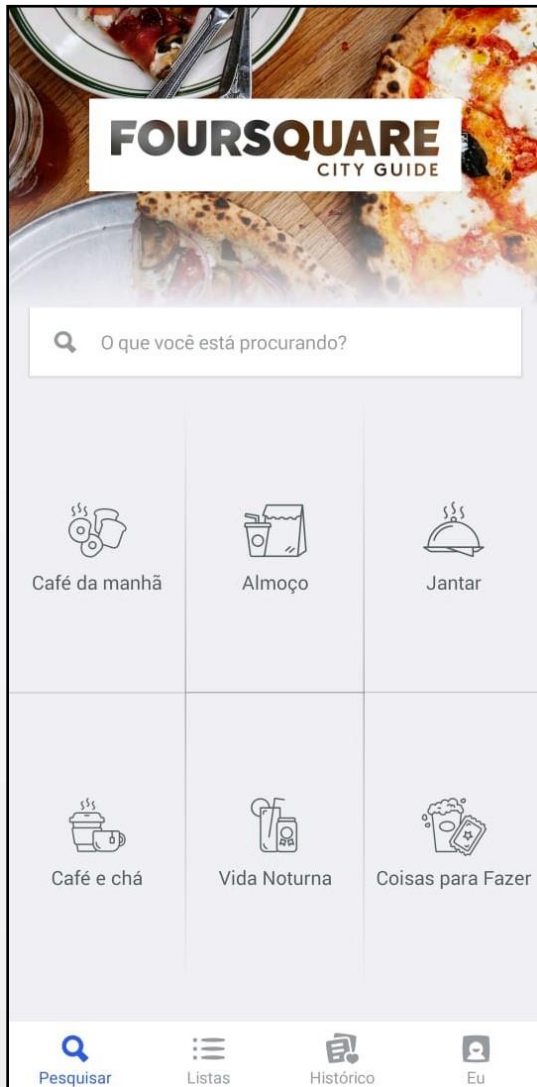 FOURSQUARE
CITY GUIDE
O que você está procurando?
Café da manhã
Almoço
Jantar
Café e chá
Vida Noturna
Coisas para Fazer
Pesquisar
Listas
Histórico
Eu